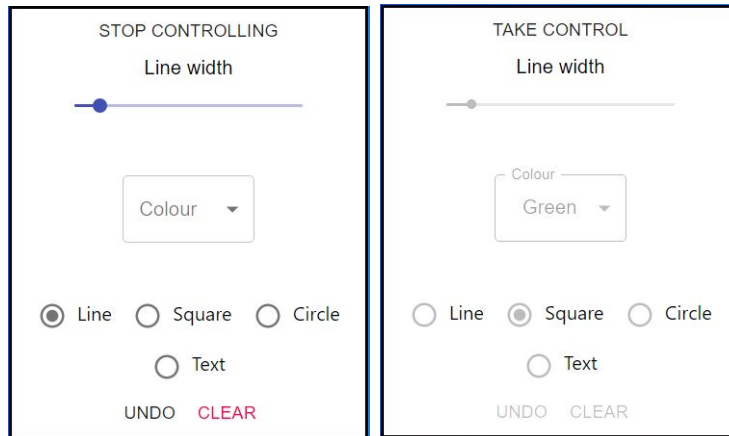 STOP CONTROLLING
Line width
Colour
Line Square Circle
Text
UNDO CLEAR
TAKE CONTROL
Line width
Colour
Green
Line Square Circle
Text
UNDO CLEAR